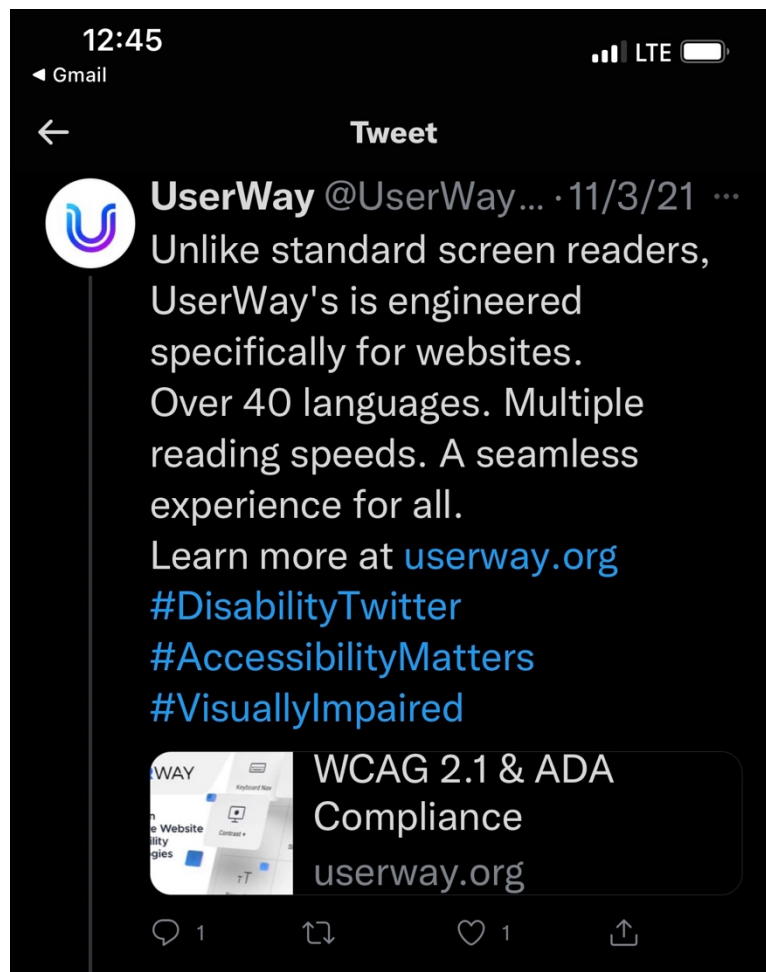 12:45
LTE
◀ Gmail
Tweet
UserWay @UserWay... · 11/3/21 ...
Unlike standard screen readers,
UserWay's is engineered
specifically for websites.
Over 40 languages. Multiple
reading speeds. A seamless
experience for all.
Learn more at userway.org
#DisabilityTwitter
#AccessibilityMatters
#VisuallyImpaired
WAY
Keyboard Nav
e Website
ility
gies
Contrast +
TT
WCAG 2.1 & ADA
Compliance
userway.org
1
1